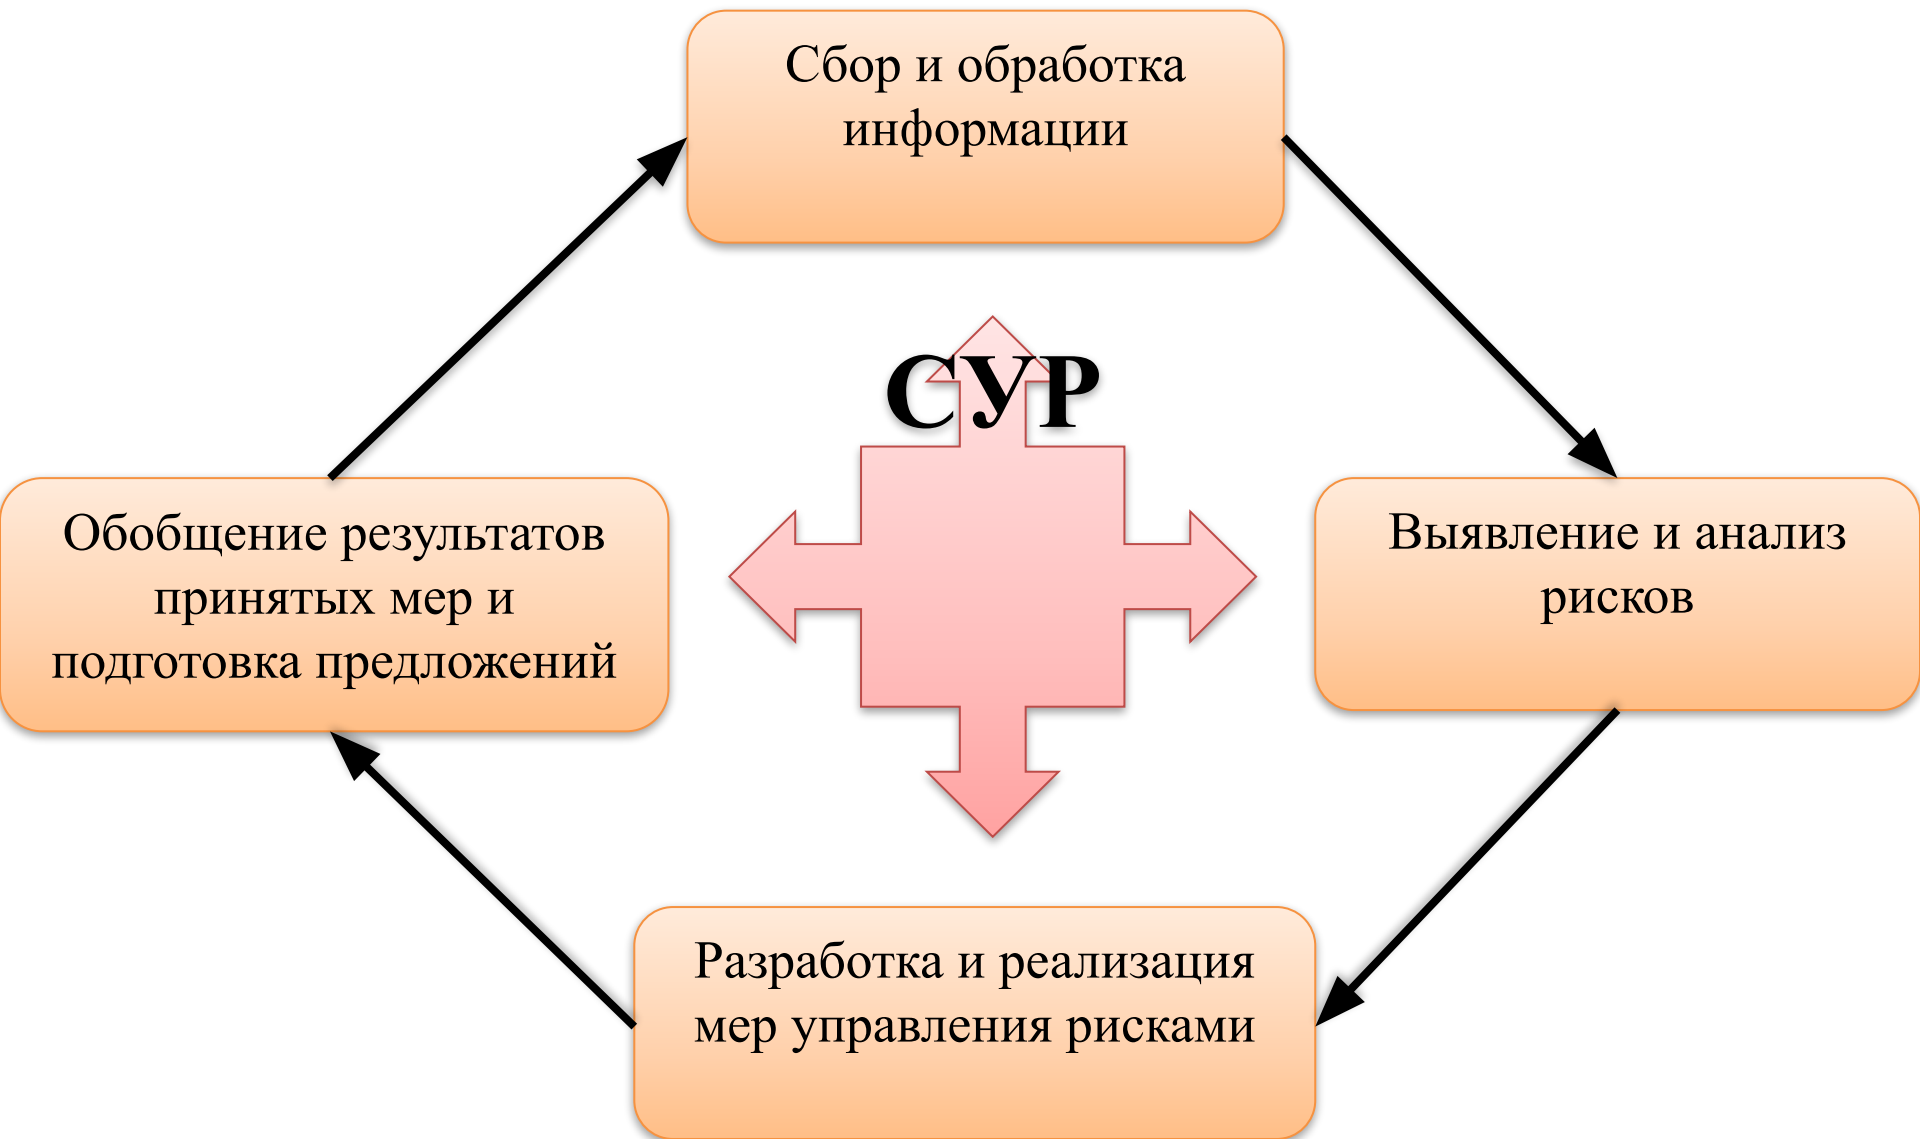 Сбор и обработка
информации
СУР
Обобщение результатов
принятых мер и
подготовка предложений
Выявление и анализ
рисков
Разработка и реализация
мер управления рисками